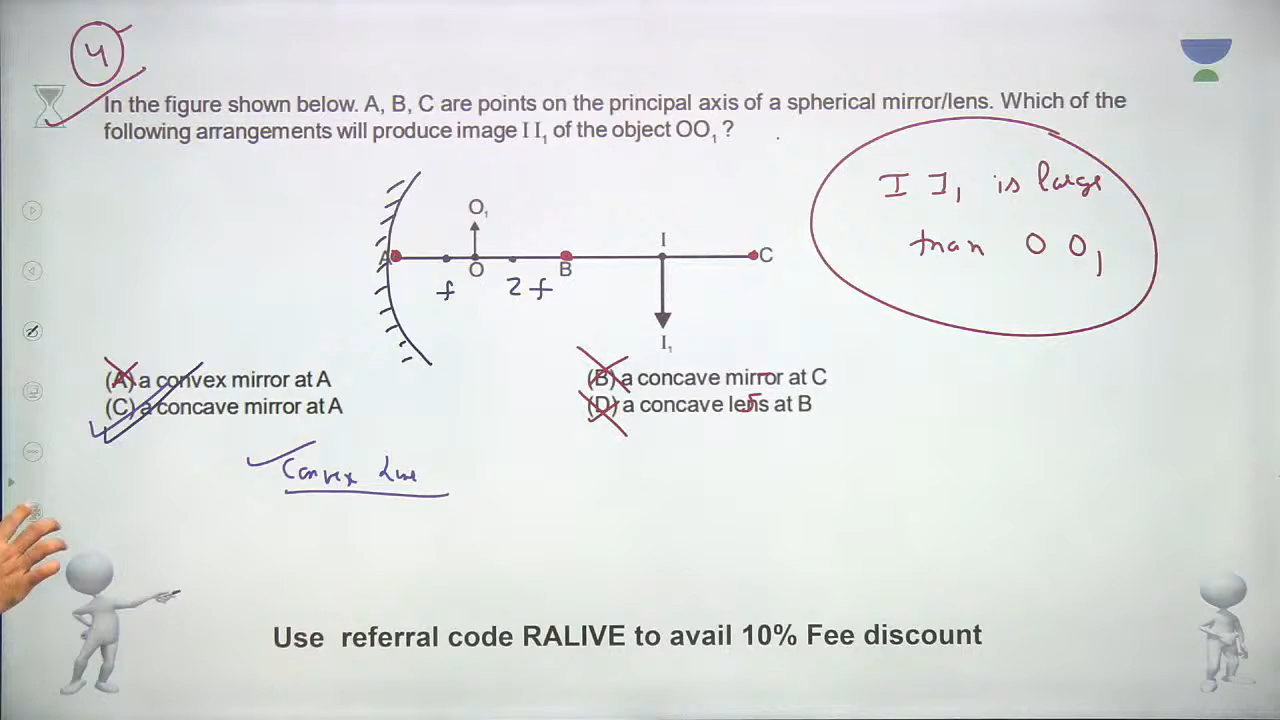 4
In the figure shown below. A, B, C are points on the principal axis of a spherical mirror/lens. Which of the
following arrangements will produce image I I₁ of the object OO₁ ?
I I₁ is large
than O O₁
O₁
I
A
O
B
C
f
2f
I₁
(A) a convex mirror at A
(B) a concave mirror at C
(C) a concave mirror at A
(D) a concave lens at B
Convex
Use referral code RALIVE to avail 10% Fee discount